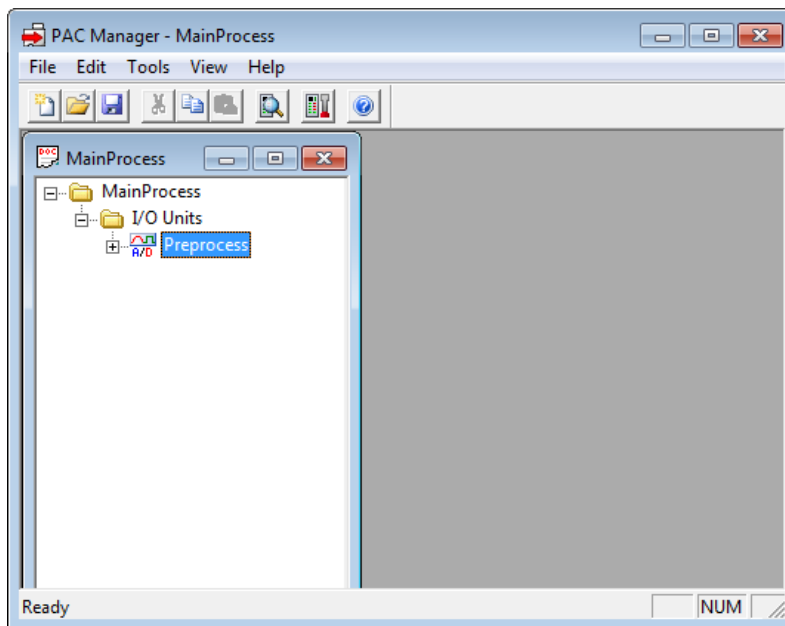 PAC Manager - MainProcess
File Edit Tools View Help
MainProcess
MainProcess
I/O Units
A/D Preprocess
Ready NUM